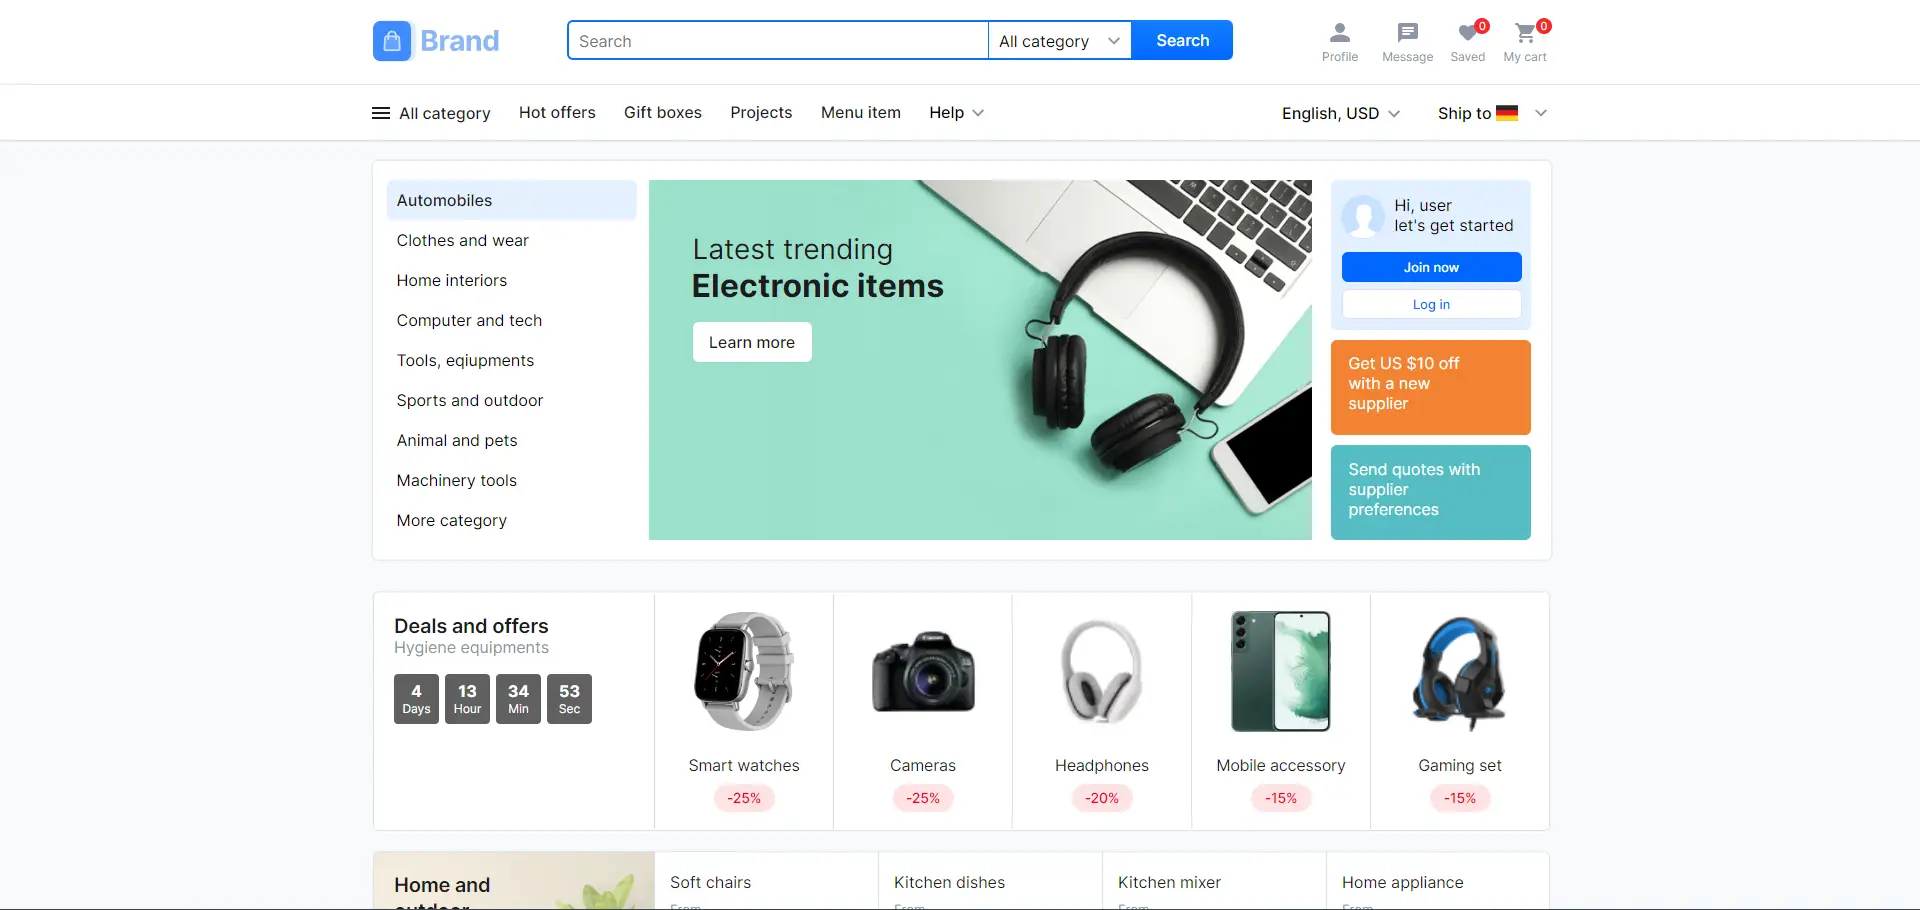 Brand
Search
All category
Search
Profile
Message
0
Saved
0
My cart
All category
Hot offers
Gift boxes
Projects
Menu item
Help
English, USD
Ship to
Automobiles
Clothes and wear
Home interiors
Computer and tech
Tools, eqiupments
Sports and outdoor
Animal and pets
Machinery tools
More category
Latest trending
Electronic items
Learn more
Hi, user
let's get started
Join now
Log in
Get US $10 off
with a new
supplier
Send quotes with
supplier
preferences
Deals and offers
Hygiene equipments
4
Days
13
Hour
34
Min
53
Sec
Smart watches
-25%
Cameras
-25%
Headphones
-20%
Mobile accessory
-15%
Gaming set
-15%
Home and
outdoor
Soft chairs
From
Kitchen dishes
From
Kitchen mixer
From
Home appliance
From